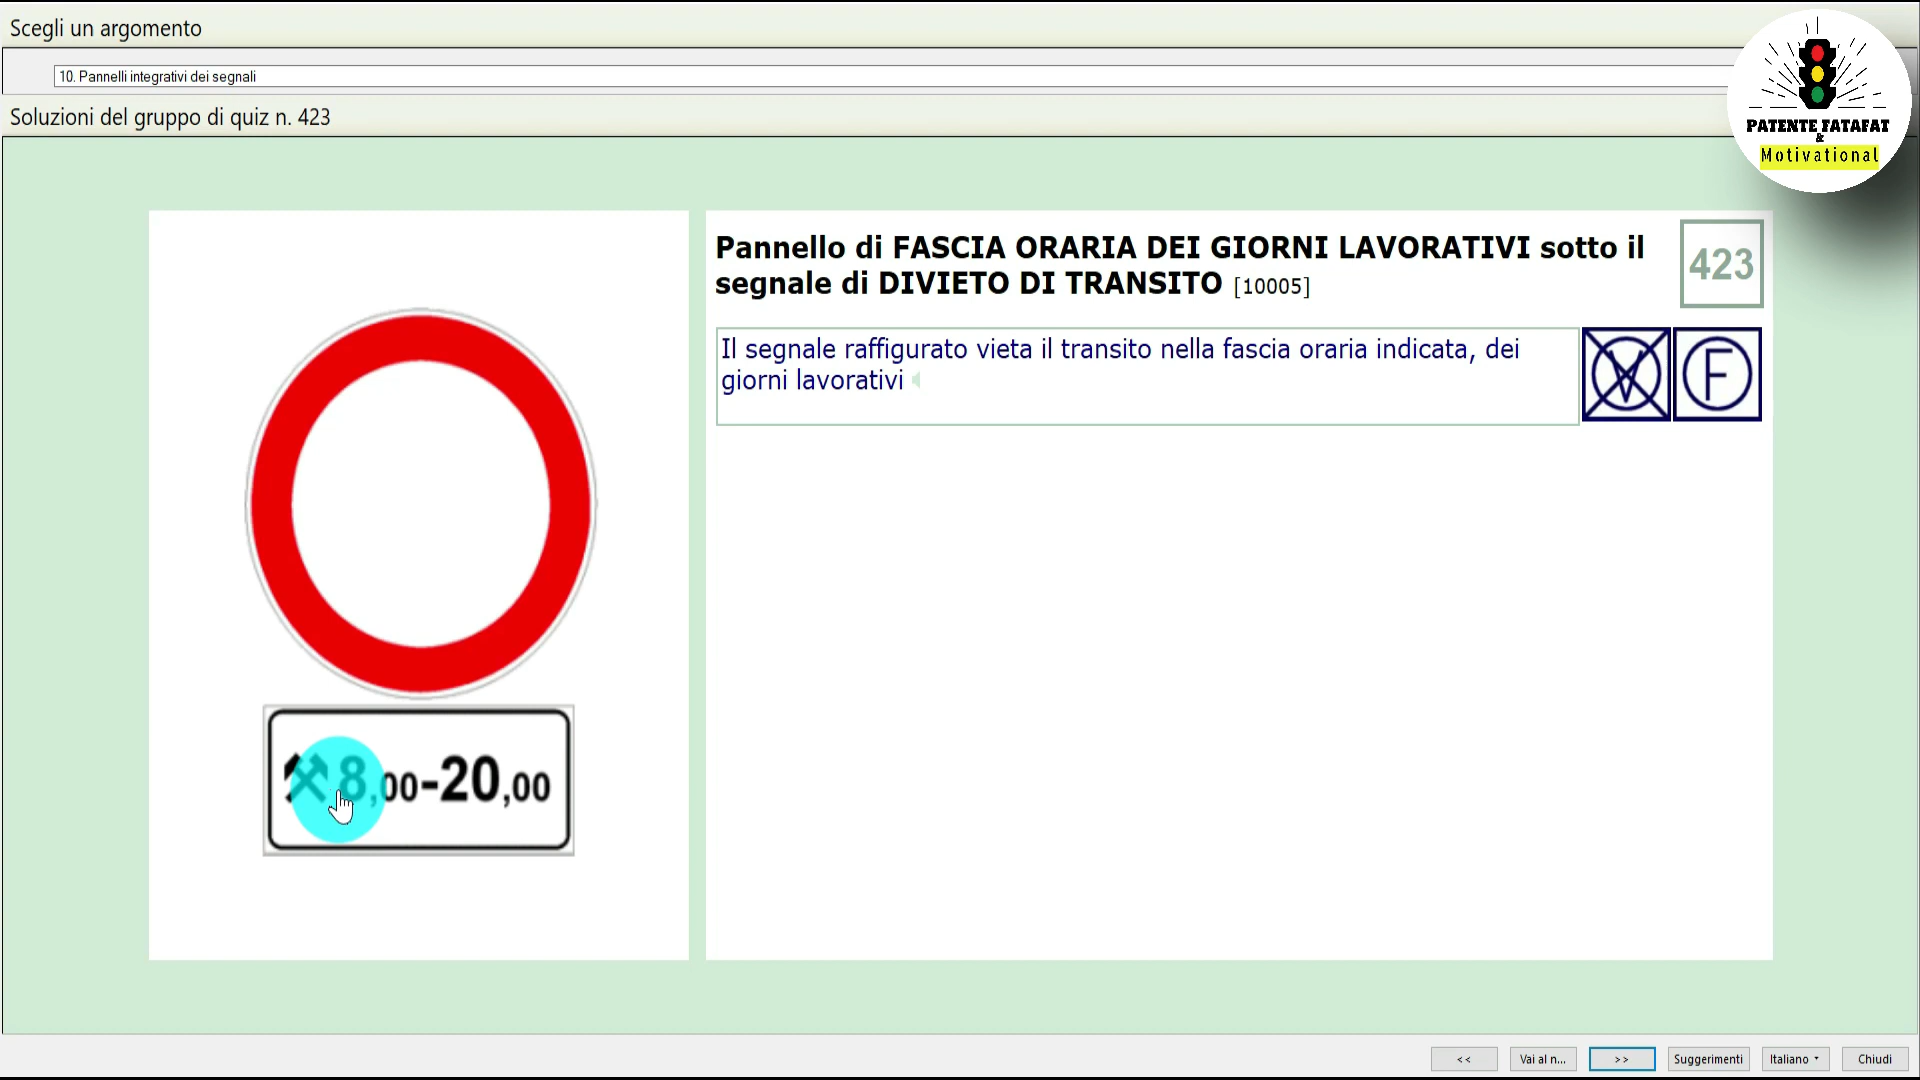 Scegli un argomento
10. Pannelli integrativi dei segnali
Soluzioni del gruppo di quiz n. 423
PATENTE FATAFAT
&
Motivational
Pannello di FASCIA ORARIA DEI GIORNI LAVORATIVI sotto il
segnale di DIVIETO DI TRANSITO [10005]
423
Il segnale raffigurato vieta il transito nella fascia oraria indicata, dei
giorni lavorativi
V
F
8,00-20,00
<<
Vai al n...
>>
Suggerimenti
Italiano
Chiudi